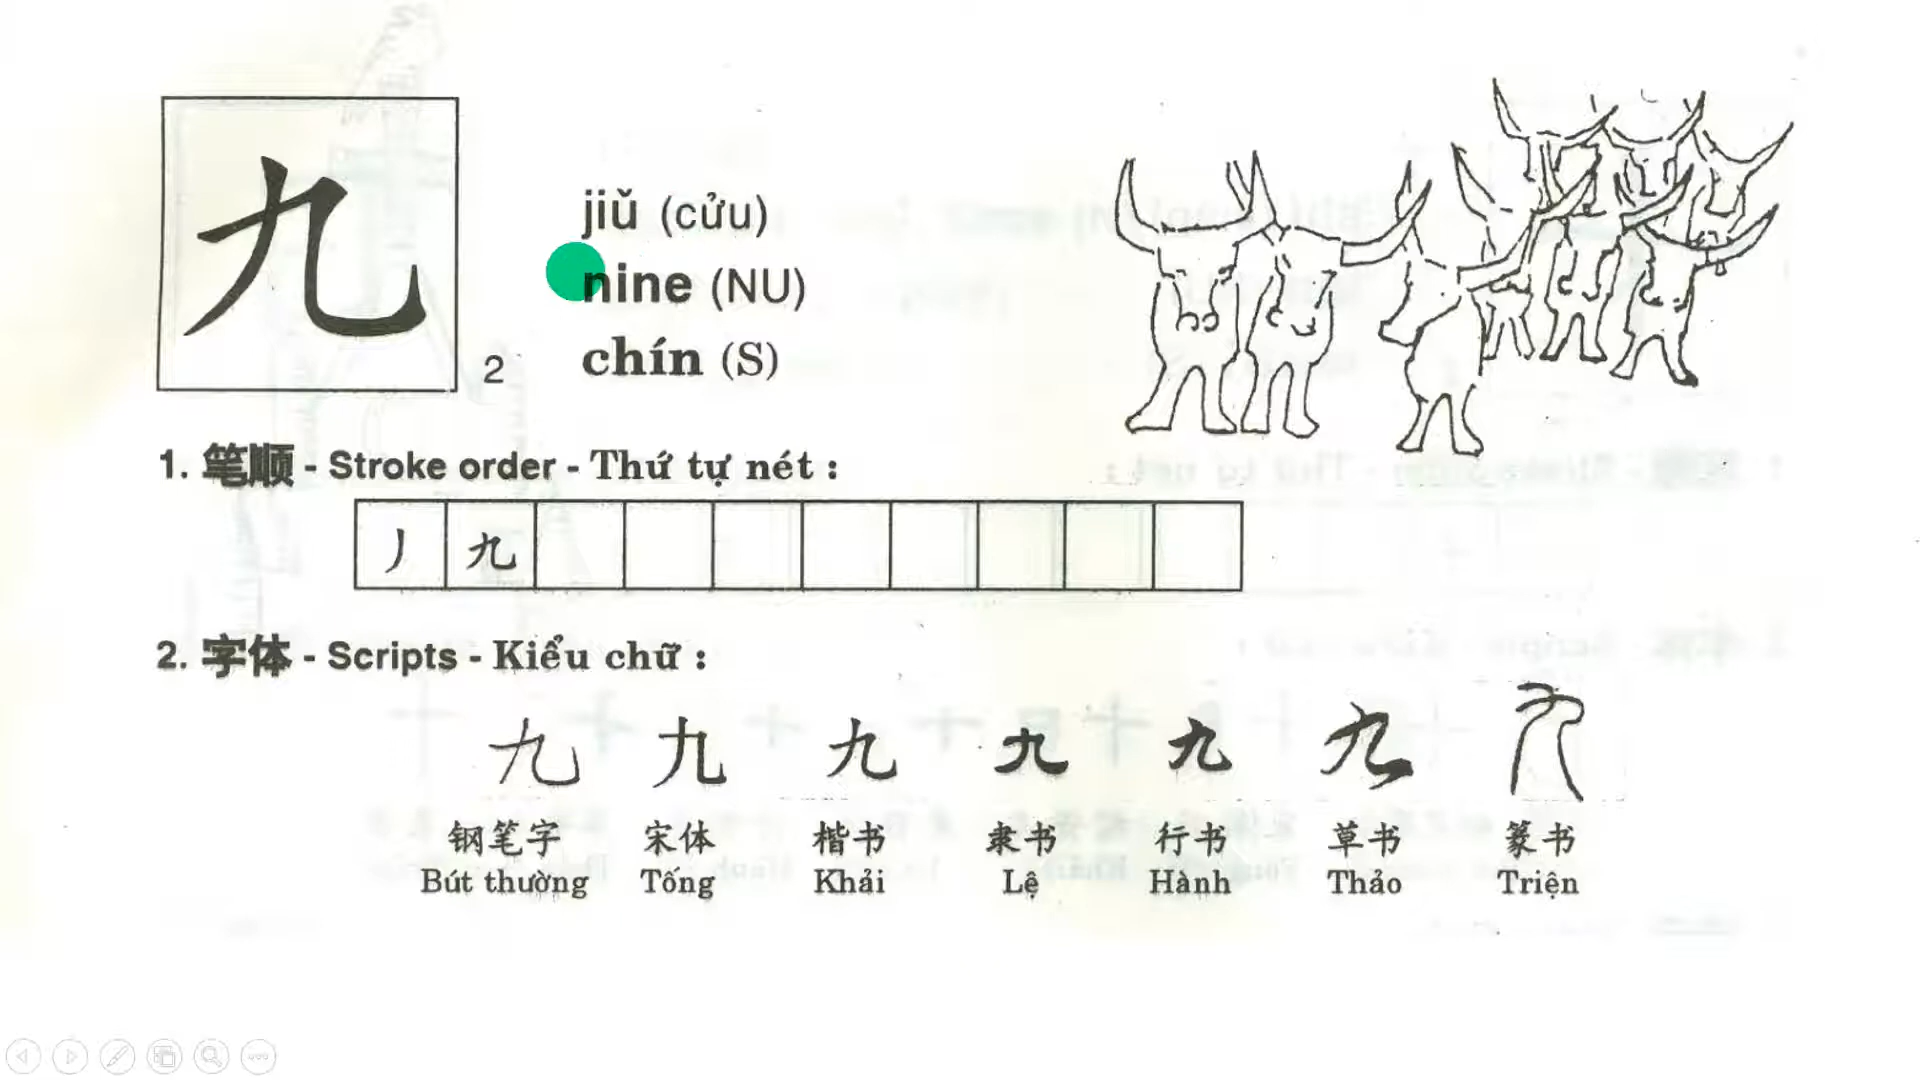 九
2
jiǔ (cửu)
nine (NU)
chín (S)
1. 笔顺 - Stroke order - Thứ tự nét :
丿 九
2. 字体 - Scripts - Kiểu chữ :
九 九 九 九 九 九 九
钢笔字 宋体 楷书 隶书 行书 草书 篆书
Bút thường Tống Khải Lệ Hành Thảo Triện